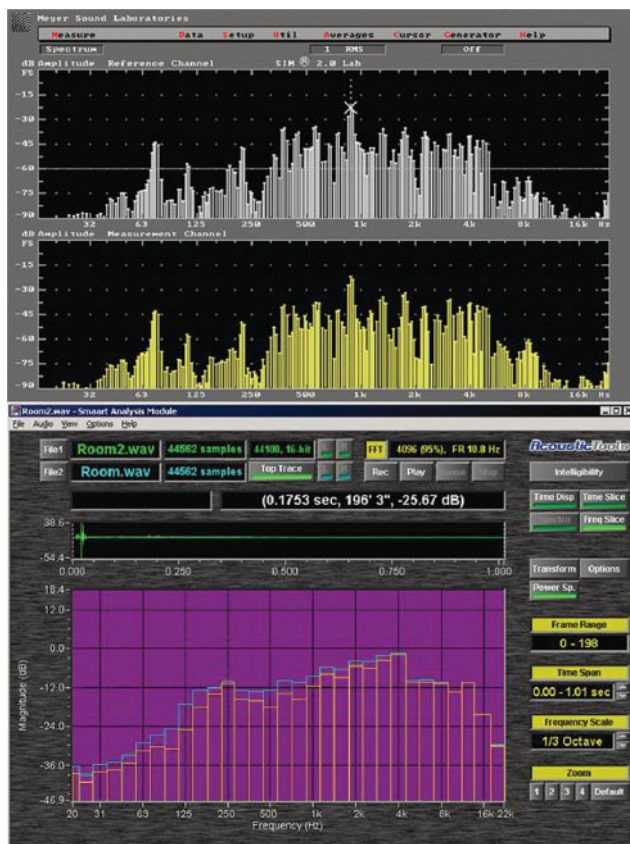 Meyer Sound Laboratories
Measure Data Setup Util Averages Cursor Generator Help
Spectrum 1 RMS Off
dB Amplitude Reference Channel SIM ® 2.0 Lab
FS
-15
-30
-45
-60
-75
-90
32 63 125 250 500 1k 2k 4k 8k 16k Hz
dB Amplitude Measurement Channel
FS
-15
-30
-45
-60
-75
-90
32 63 125 250 500 1k 2k 4k 8k 16k Hz
Room2.wav - Smaart Analysis Module
File Audio View Options Help
File1 Room2.wav 44562 samples 44100, 16-bit FFT 4096 (95%), FR 10.8 Hz AcousticTools
File2 Room.wav 44562 samples Top Trace Rec Play Stop Intelligibility
(0.1753 sec, 196' 3", -25.67 dB)
Time Disp Time Slice
Freq Slice
38.6
-54.4
0.000 0.250 0.500 0.750 1.000
Transform Options
Power Sp.
18.4
12.0
0.0
-12.0
-24.0
-36.0
-46.9
Magnitude (dB)
20 31 63 125 250 500 1k 2k 4k 8k 16k 22k
Frequency (Hz)
Frame Range
0 - 198
Time Span
0.00 - 1.01 sec
Frequency Scale
1/3 Octave
Zoom
1 2 3 4 Default